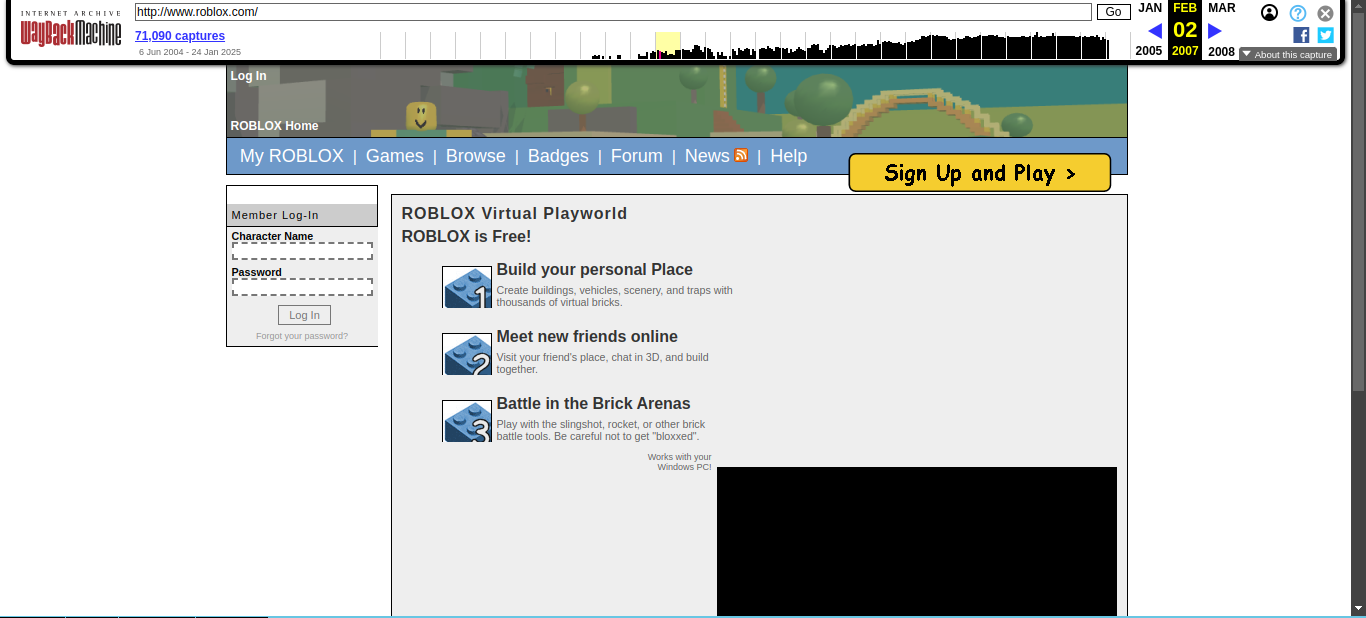 INTERNET ARCHIVE
WayBackMachine
http://www.roblox.com/
Go
71,090 captures
6 Jun 2004 - 24 Jan 2025
JAN FEB MAR
02
2005 2007 2008
About this capture
Log In
ROBLOX Home
My ROBLOX | Games | Browse | Badges | Forum | News | Help
Sign Up and Play >
Member Log-In
Character Name
Password
Log In
Forgot your password?
ROBLOX Virtual Playworld
ROBLOX is Free!
1
Build your personal Place
Create buildings, vehicles, scenery, and traps with
thousands of virtual bricks.
2
Meet new friends online
Visit your friend's place, chat in 3D, and build
together.
3
Battle in the Brick Arenas
Play with the slingshot, rocket, or other brick
battle tools. Be careful not to get "bloxxed".
Works with your
Windows PC!